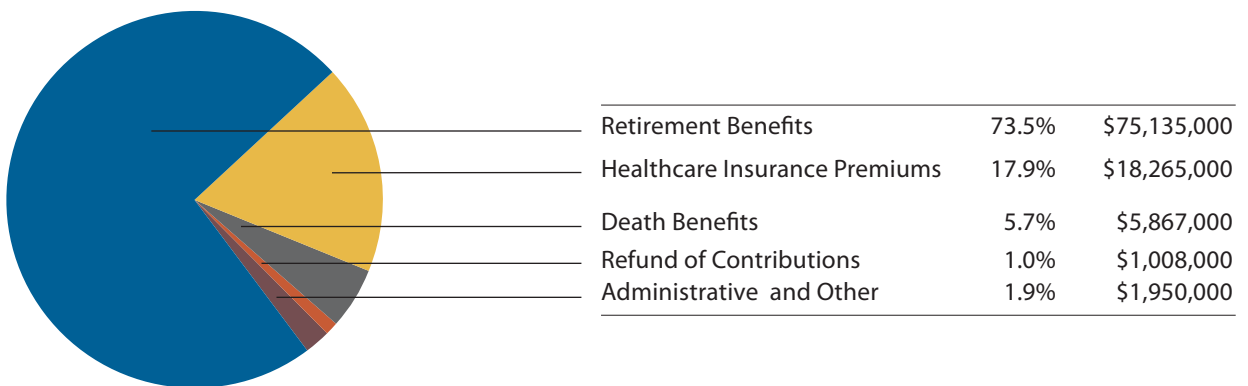 Retirement Benefits 73.5% $75,135,000
Healthcare Insurance Premiums 17.9% $18,265,000
Death Benefits 5.7% $5,867,000
Refund of Contributions 1.0% $1,008,000
Administrative and Other 1.9% $1,950,000